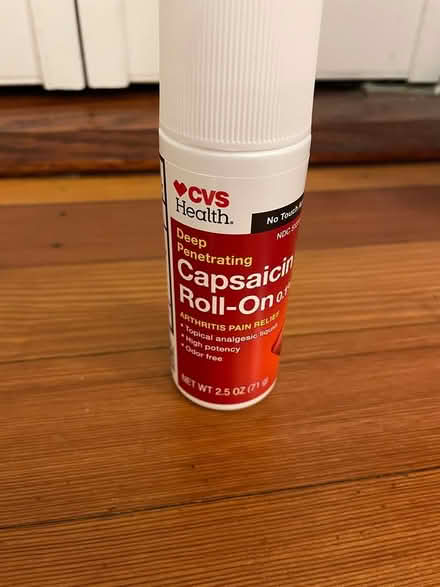 CVS
Health®
No Touch
NDC
Deep
Penetrating
Capsaicin
Roll-On
ARTHRITIS PAIN RELIEF
• Topical analgesic liquid
• High potency
• Odor free
NET WT 2.5 OZ (71 g)